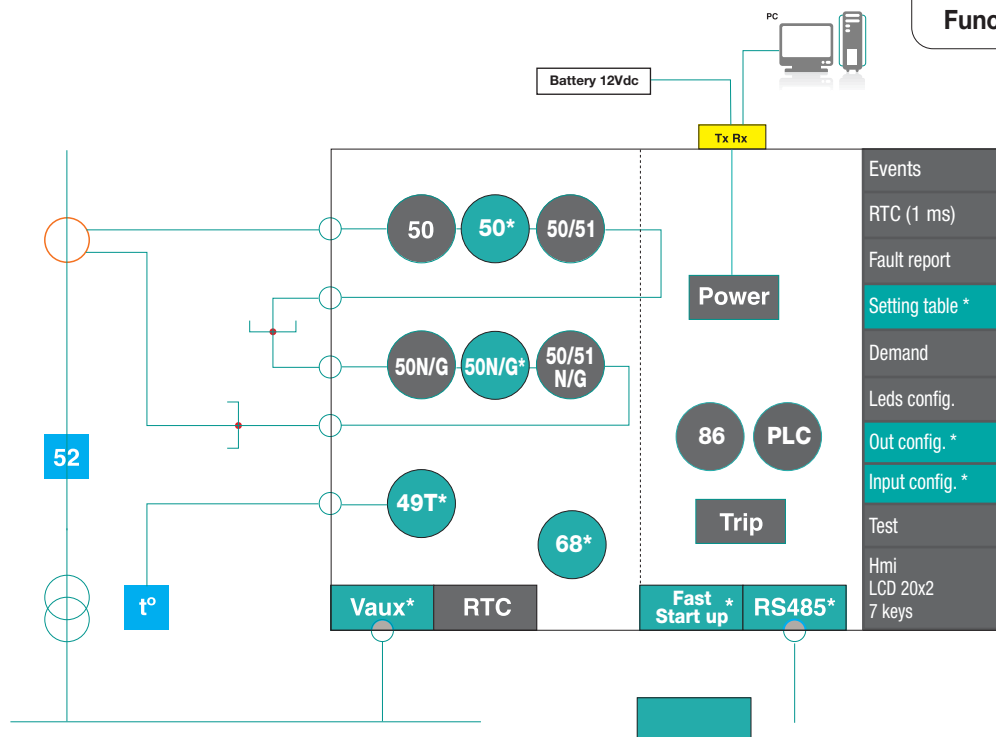 PC
Func
Battery 12Vdc
Tx Rx
50
50*
50/51
50N/G
50N/G*
50/51
N/G
49T*
68*
52
t°
Power
86
PLC
Trip
Vaux*
RTC
Fast
Start up
*
RS485*
Events
RTC (1 ms)
Fault report
Setting table *
Demand
Leds config.
Out config. *
Input config. *
Test
Hmi
LCD 20x2
7 keys